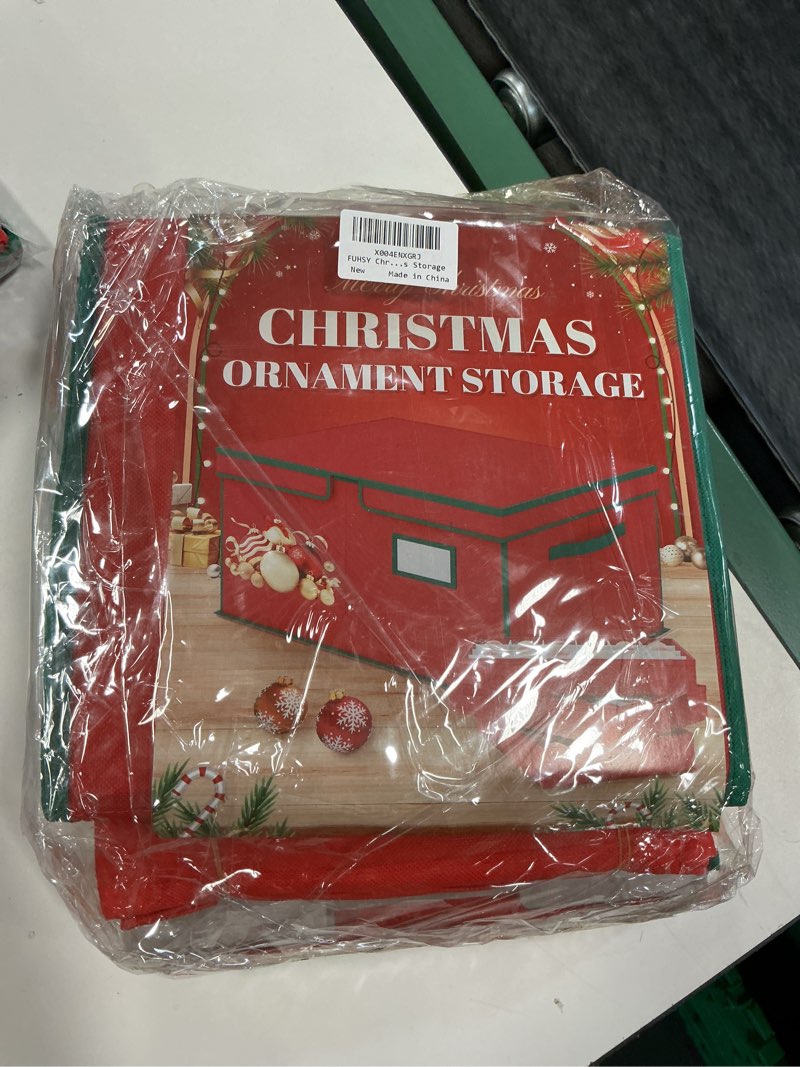 X004ENXGRJ
FUHSY Chr...s Storage
New Made in China
Merry Christmas
CHRISTMAS
ORNAMENT STORAGE